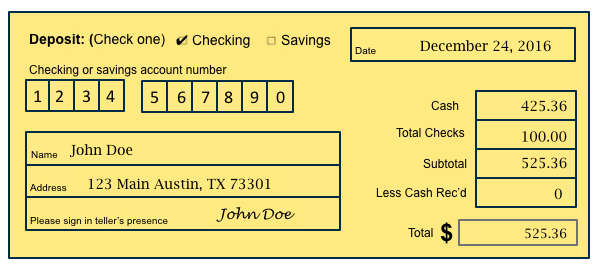 Deposit: (Check one) ✔ Checking □ Savings
Date December 24, 2016
Checking or savings account number
1 2 3 4 5 6 7 8 9 0
Cash 425.36
Total Checks 100.00
Subtotal 525.36
Less Cash Rec'd 0
Total $ 525.36
Name John Doe
Address 123 Main Austin, TX 73301
Please sign in teller's presence John Doe